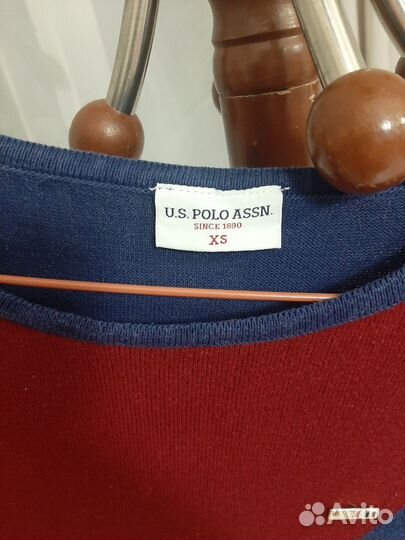 U.S. POLO ASSN.
SINCE 1890
XS
Avito